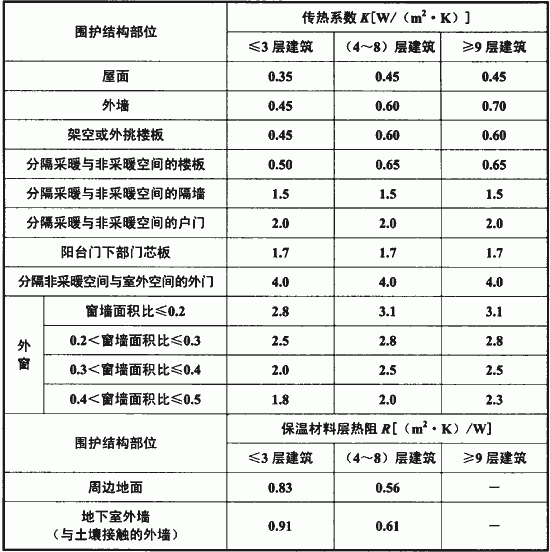 围护结构部位 传热系数 K[W/（m²·K）]
≤3层建筑 （4～8）层建筑 ≥9层建筑
屋面 0.35 0.45 0.45
外墙 0.45 0.60 0.70
架空或外挑楼板 0.45 0.60 0.60
分隔采暖与非采暖空间的楼板 0.50 0.65 0.65
分隔采暖与非采暖空间的隔墙 1.5 1.5 1.5
分隔采暖与非采暖空间的户门 2.0 2.0 2.0
阳台门下部门芯板 1.7 1.7 1.7
分隔非采暖空间与室外空间的外门 4.0 4.0 4.0
外窗 窗墙面积比≤0.2 2.8 3.1 3.1
0.2＜窗墙面积比≤0.3 2.5 2.8 2.8
0.3＜窗墙面积比≤0.4 2.0 2.5 2.5
0.4＜窗墙面积比≤0.5 1.8 2.0 2.3
围护结构部位 保温材料层热阻 R[（m²·K）/W]
≤3层建筑 （4～8）层建筑 ≥9层建筑
周边地面 0.83 0.56 —
地下室外墙
（与土壤接触的外墙） 0.91 0.61 —